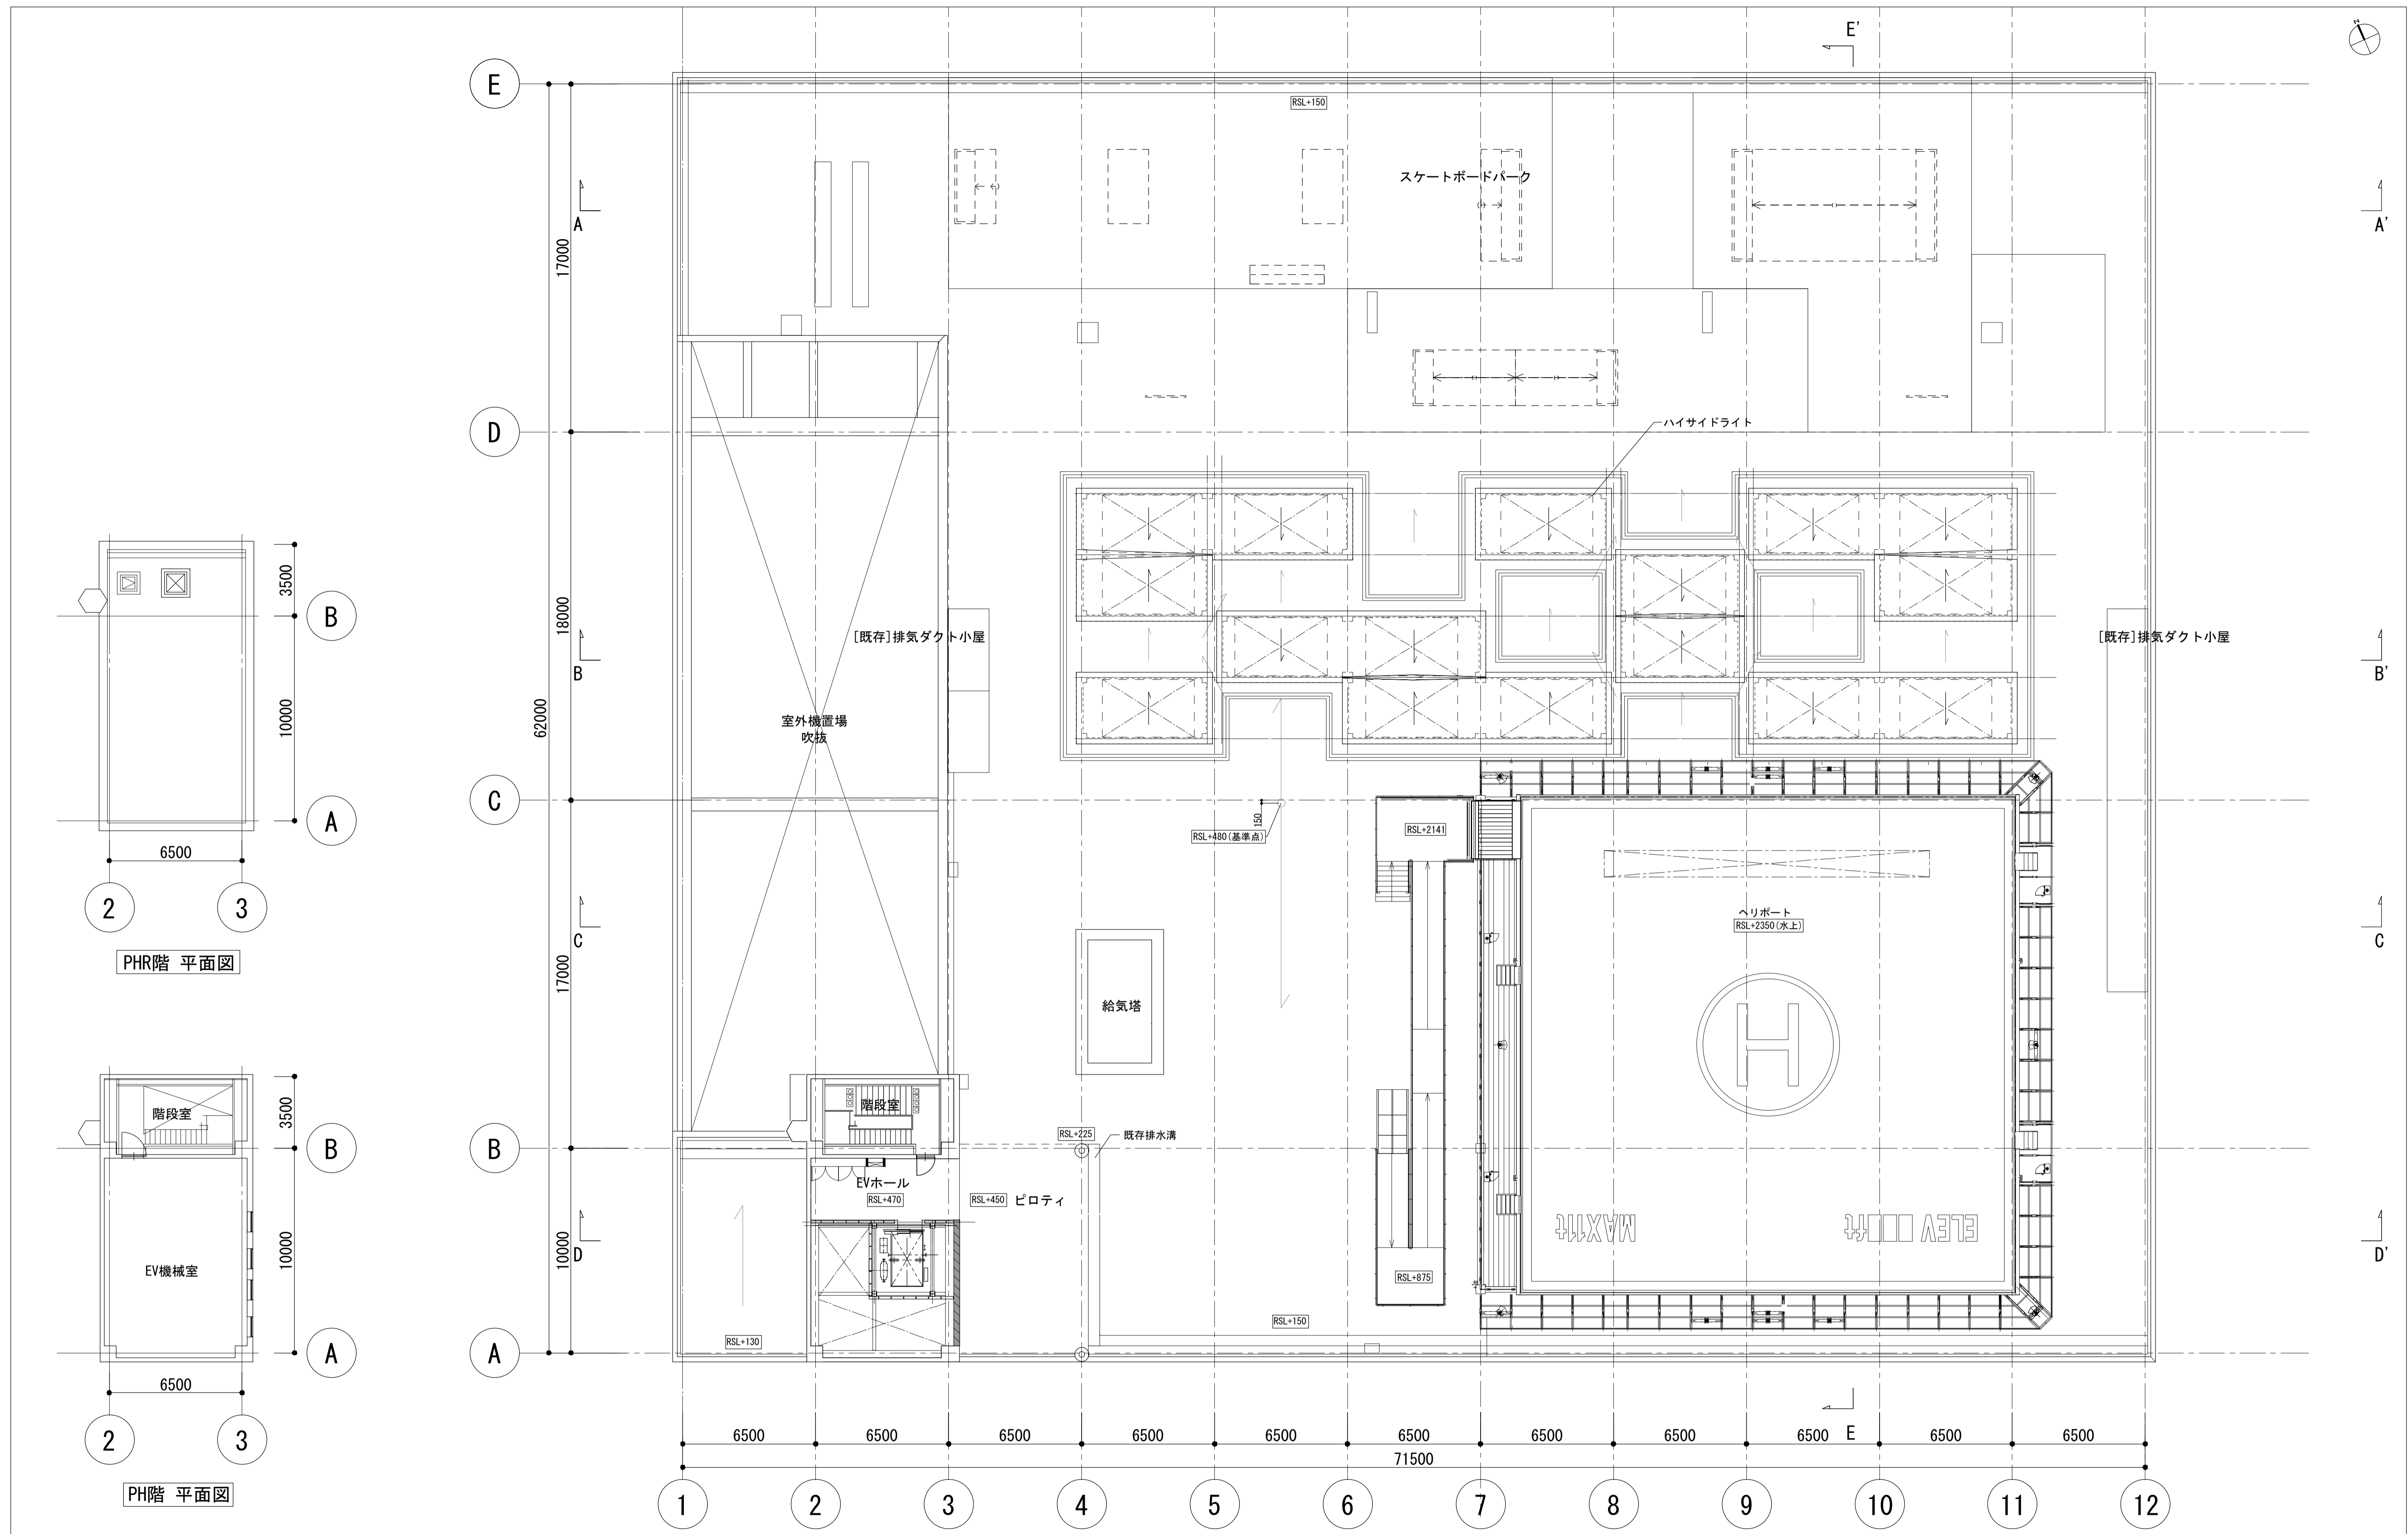 E'
N
E
RSL+150
スケートボードパーク
A
A'
17000
D
ハイサイドライト
3500
B
10000
A
6500
2
3
PHR階 平面図
18000
62000
[既存]排気ダクト小屋
[既存]排気ダクト小屋
B
B'
室外機置場
吹抜
C
150
RSL+480(基準点)
RSL+2141
ヘリポート
RSL+2350(水上)
C
C
17000
給気塔
H
階段室
3500
階段室
B
B
RSL+225
既存排水溝
EVホール
RSL+470
RSL+450
ピロティ
10000
EV機械室
10000
D
D'
MAX11t
ELEV
ft
RSL+875
RSL+130
RSL+150
A
A
6500
2
3
PH階 平面図
E
6500
6500
6500
6500
6500
6500
6500
6500
6500
6500
6500
71500
1
2
3
4
5
6
7
8
9
10
11
12